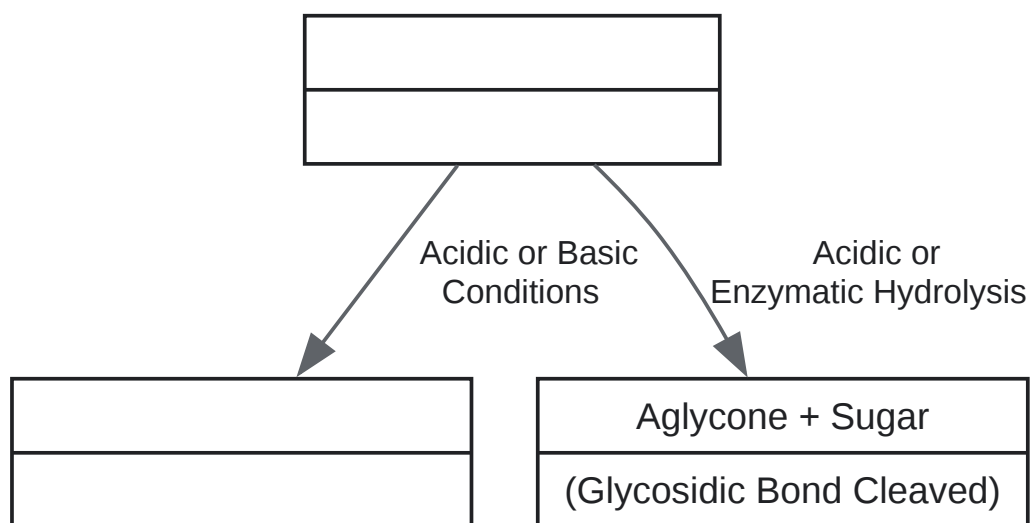 Acidic or Basic
Conditions
Acidic or
Enzymatic Hydrolysis
Aglycone + Sugar
(Glycosidic Bond Cleaved)